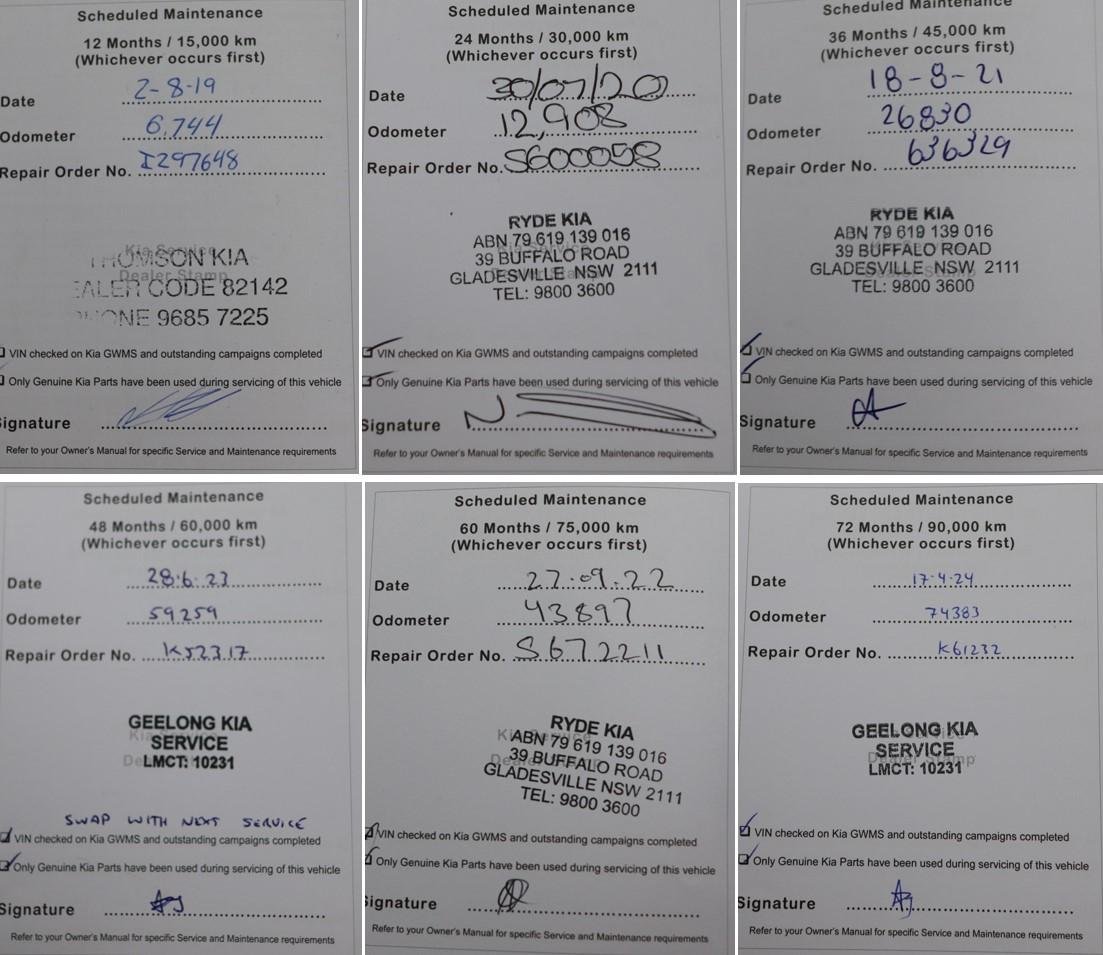 Scheduled Maintenance
12 Months / 15,000 km
(Whichever occurs first)
Date 2-8-19
Odometer 6,744
Repair Order No. I297648
Kia Service
THOMSON KIA
Dealer Stamp
EALER CODE 82142
ONE 9685 7225
VIN checked on Kia GWMS and outstanding campaigns completed
Only Genuine Kia Parts have been used during servicing of this vehicle
Signature
Refer to your Owner's Manual for specific Service and Maintenance requirements
Scheduled Maintenance
24 Months / 30,000 km
(Whichever occurs first)
Date 30/07/20
Odometer 12,908
Repair Order No. S600058
RYDE KIA
ABN 79 619 139 016
39 BUFFALO ROAD
GLADESVILLE NSW 2111
TEL: 9800 3600
VIN checked on Kia GWMS and outstanding campaigns completed
Only Genuine Kia Parts have been used during servicing of this vehicle
Signature
Refer to your Owner's Manual for specific Service and Maintenance requirements
Scheduled Maintenance
36 Months / 45,000 km
(Whichever occurs first)
Date 18-8-21
Odometer 26830
Repair Order No. 636329
RYDE KIA
ABN 79 619 139 016
39 BUFFALO ROAD
GLADESVILLE NSW 2111
TEL: 9800 3600
VIN checked on Kia GWMS and outstanding campaigns completed
Only Genuine Kia Parts have been used during servicing of this vehicle
Signature
Refer to your Owner's Manual for specific Service and Maintenance requirements
Scheduled Maintenance
48 Months / 60,000 km
(Whichever occurs first)
Date 28.6.23
Odometer 59259
Repair Order No. K52317
GEELONG KIA
SERVICE
LMCT: 10231
SWAP WITH NEXT SERVICE
VIN checked on Kia GWMS and outstanding campaigns completed
Only Genuine Kia Parts have been used during servicing of this vehicle
Signature
Refer to your Owner's Manual for specific Service and Maintenance requirements
Scheduled Maintenance
60 Months / 75,000 km
(Whichever occurs first)
Date 27.09.22
Odometer 43897
Repair Order No. S672211
RYDE KIA
ABN 79 619 139 016
39 BUFFALO ROAD
GLADESVILLE NSW 2111
TEL: 9800 3600
VIN checked on Kia GWMS and outstanding campaigns completed
Only Genuine Kia Parts have been used during servicing of this vehicle
Signature
Refer to your Owner's Manual for specific Service and Maintenance requirements
Scheduled Maintenance
72 Months / 90,000 km
(Whichever occurs first)
Date 17-4-24
Odometer 74383
Repair Order No. K61232
GEELONG KIA
SERVICE
LMCT: 10231
VIN checked on Kia GWMS and outstanding campaigns completed
Only Genuine Kia Parts have been used during servicing of this vehicle
Signature
Refer to your Owner's Manual for specific Service and Maintenance requirements